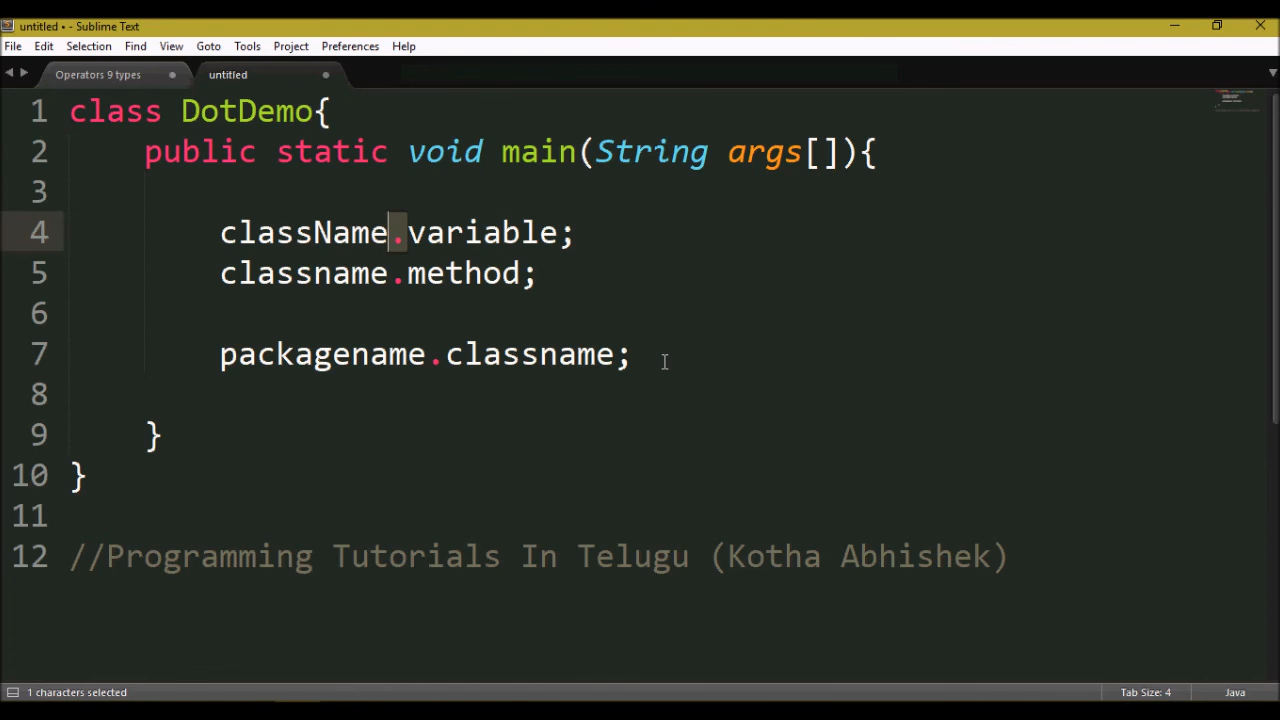 untitled • - Sublime Text
File Edit Selection Find View Goto Tools Project Preferences Help
Operators 9 types untitled
1 class DotDemo{
2 public static void main(String args[]){
3
4 className.variable;
5 classname.method;
6
7 packagename.classname;
8
9 }
10 }
11
12 //Programming Tutorials In Telugu (Kotha Abhishek)
1 characters selected Tab Size: 4 Java